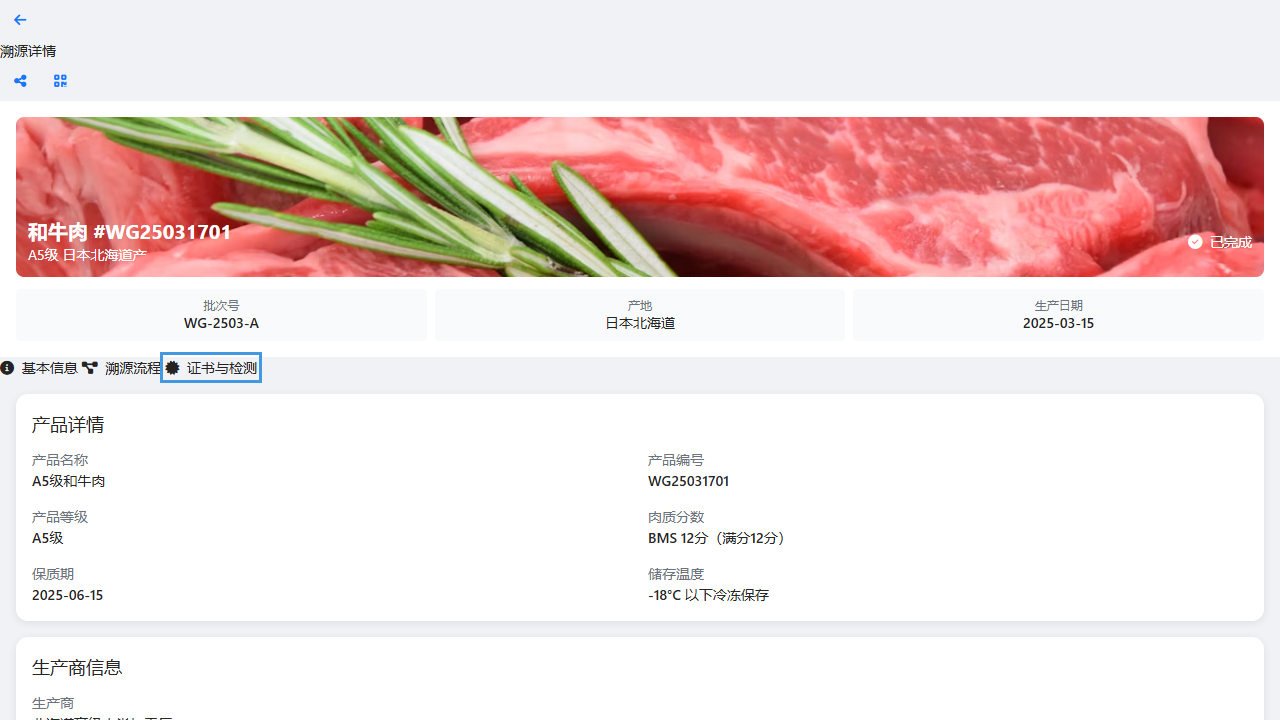 溯源详情
和牛肉 #WG25031701
A5级 日本北海道产
已完成
批次号
WG-2503-A
产地
日本北海道
生产日期
2025-03-15
基本信息 溯源流程 证书与检测
产品详情
产品名称
A5级和牛肉
产品编号
WG25031701
产品等级
A5级
肉质分数
BMS 12分（满分12分）
保质期
2025-06-15
储存温度
-18°C 以下冷冻保存
生产商信息
生产商